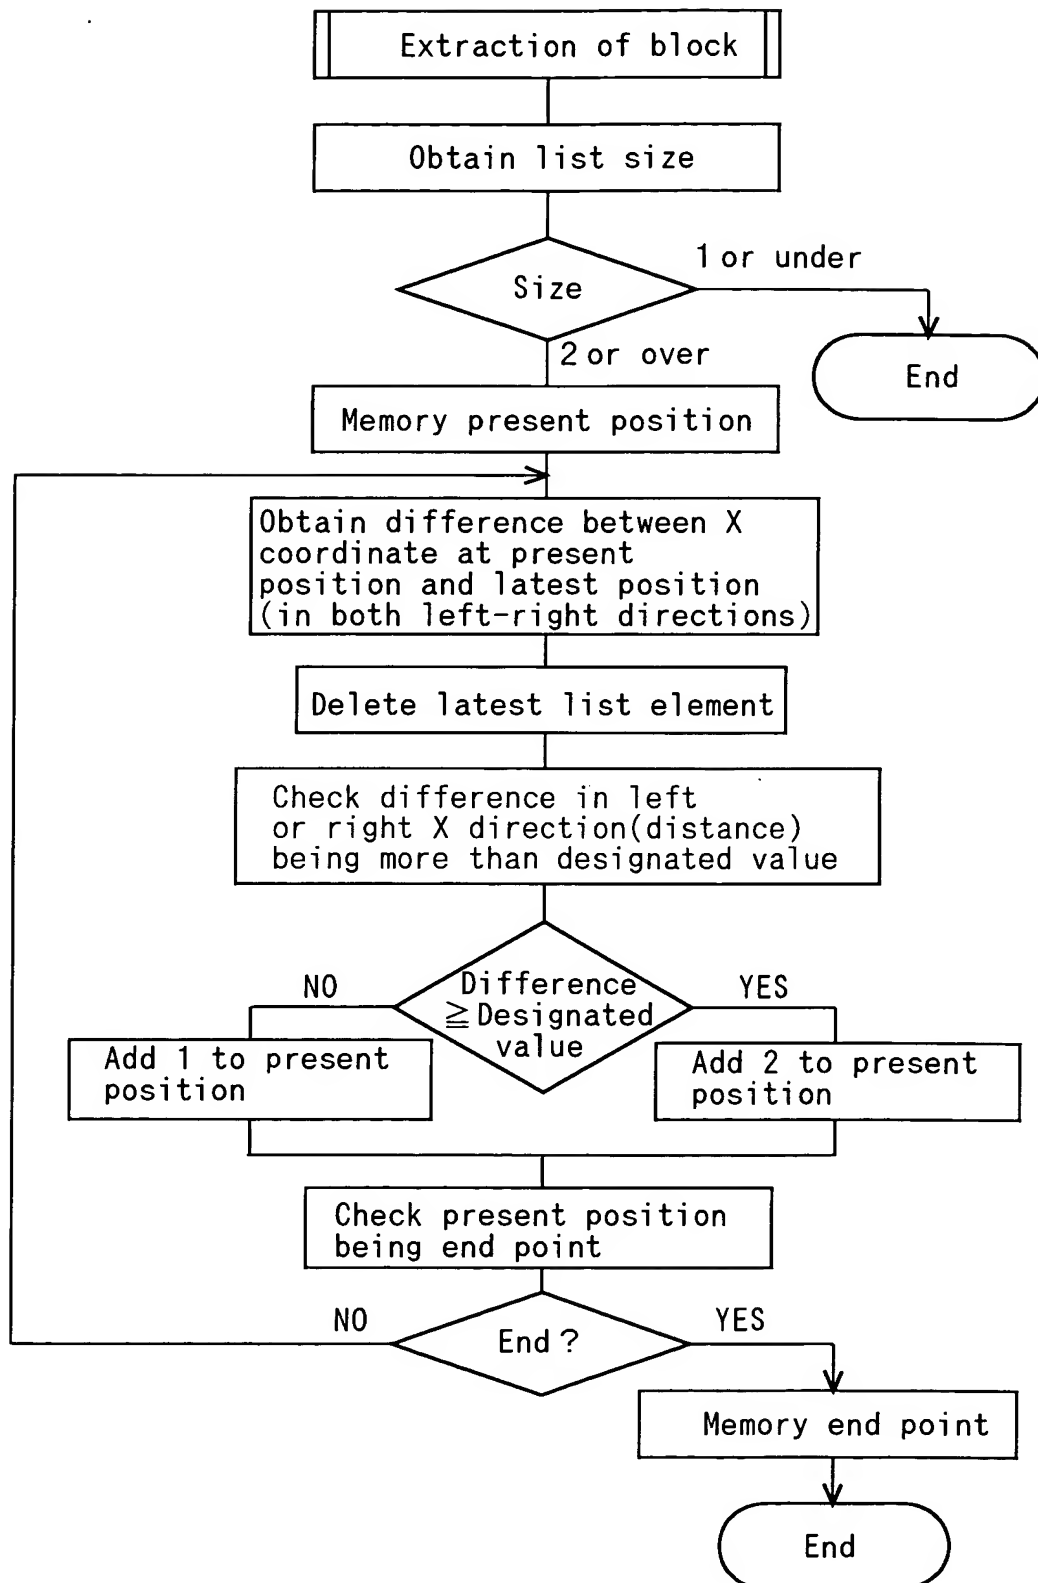 Extraction of block
Obtain list size
1 or under
Size
2 or over
End
Memory present position
Obtain difference between X
coordinate at present
position and latest position
(in both left-right directions)
Delete latest list element
Check difference in left
or right X direction(distance)
being more than designated value
NO
Difference
≧Designated
value
YES
Add 1 to present
position
Add 2 to present
position
Check present position
being end point
NO
End?
YES
Memory end point
End